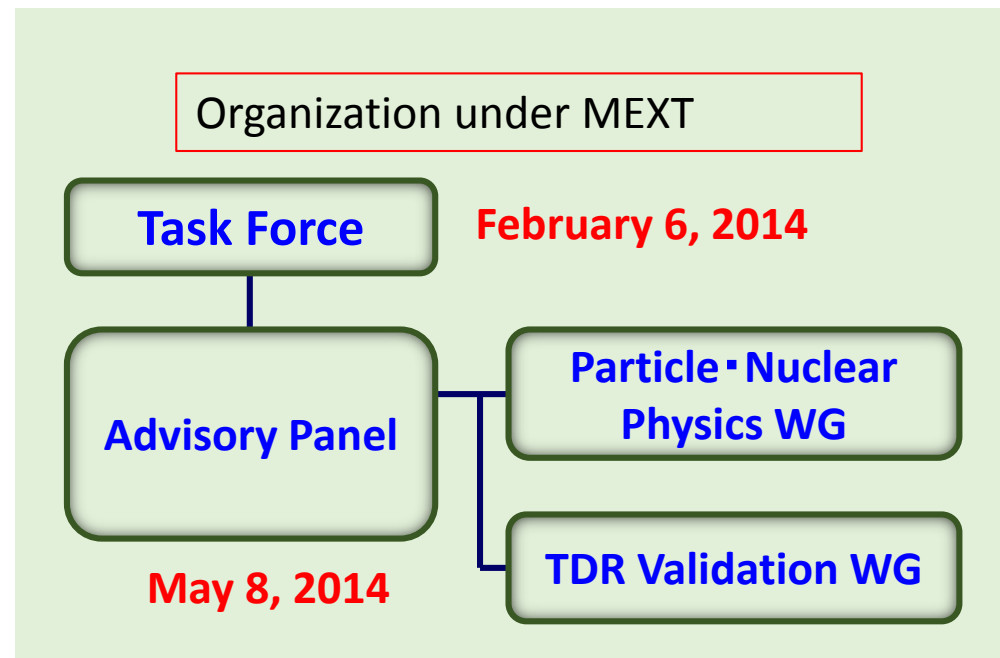 Organization under MEXT
Task Force
February 6, 2014
Advisory Panel
Particle・Nuclear
Physics WG
TDR Validation WG
May 8, 2014